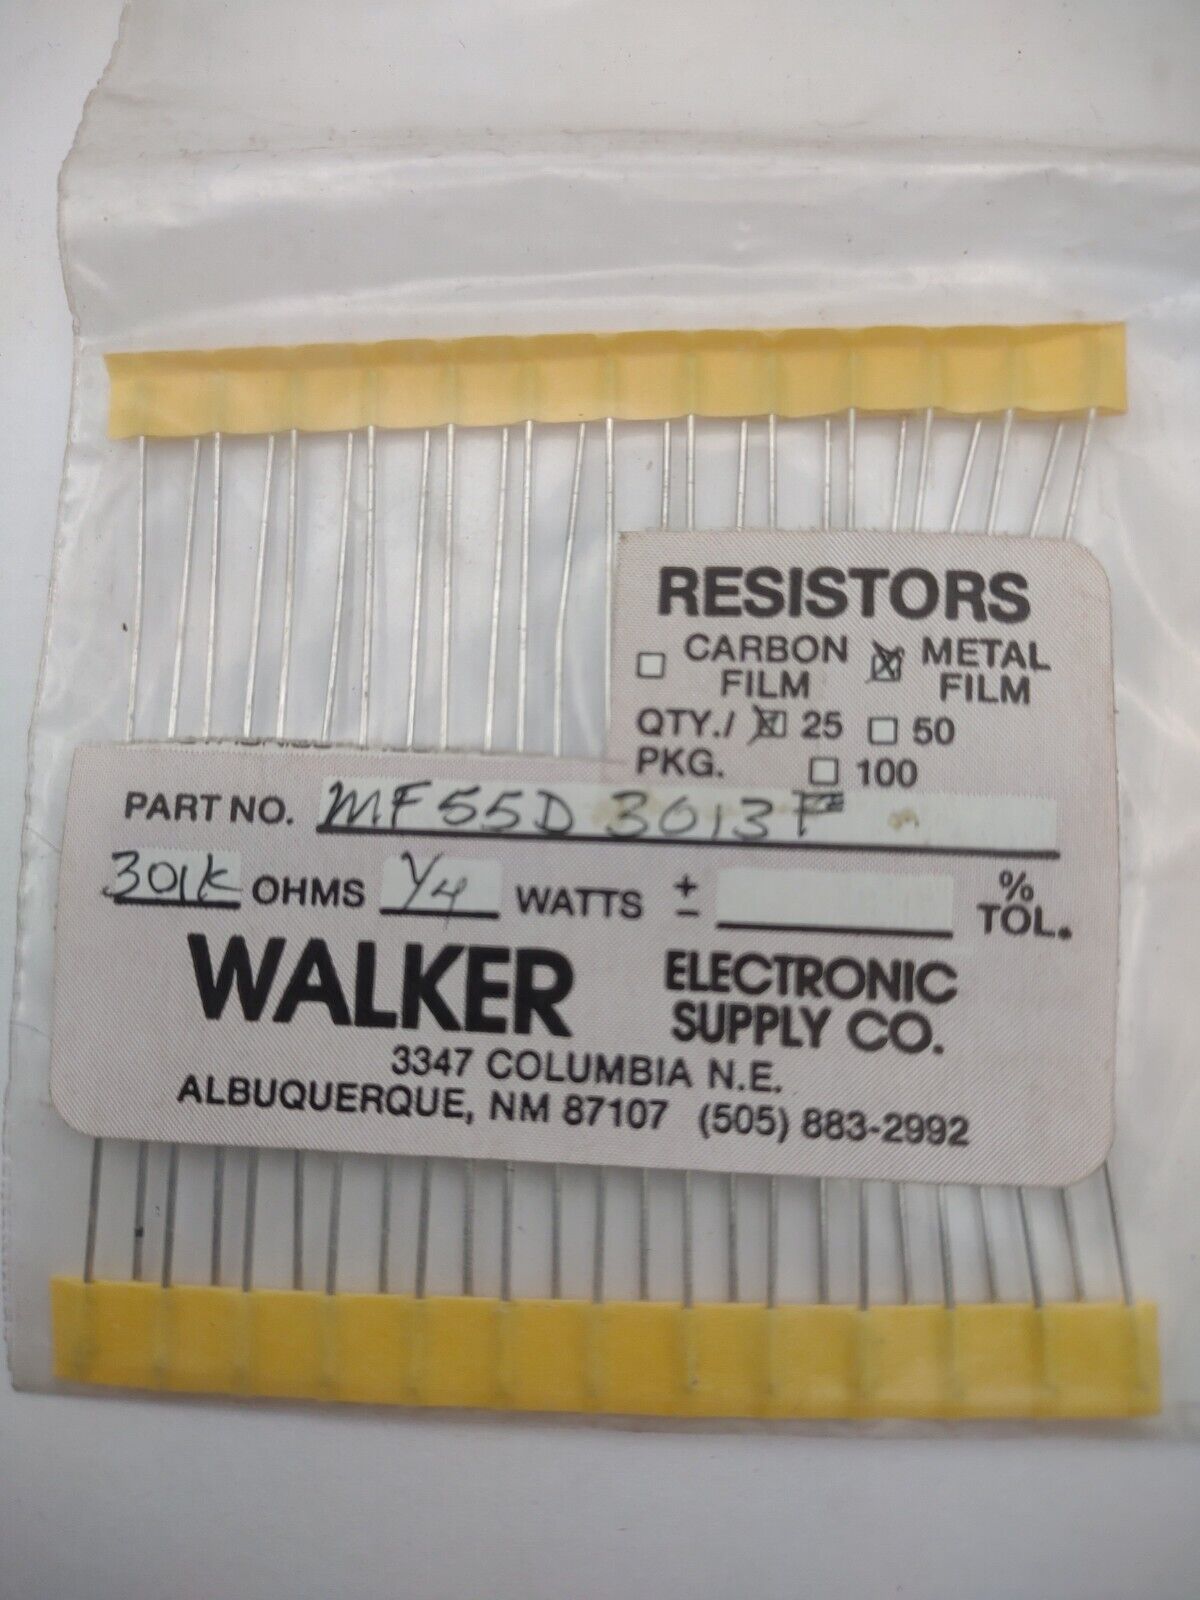 RESISTORS
☐ CARBON FILM ☒ METAL FILM
QTY./ PKG. ☒ 25 ☐ 50
☐ 100
PART NO. MF55D 3013F
301K OHMS 1/4 WATTS ± % TOL.
WALKER ELECTRONIC SUPPLY CO.
3347 COLUMBIA N.E.
ALBUQUERQUE, NM 87107 (505) 883-2992